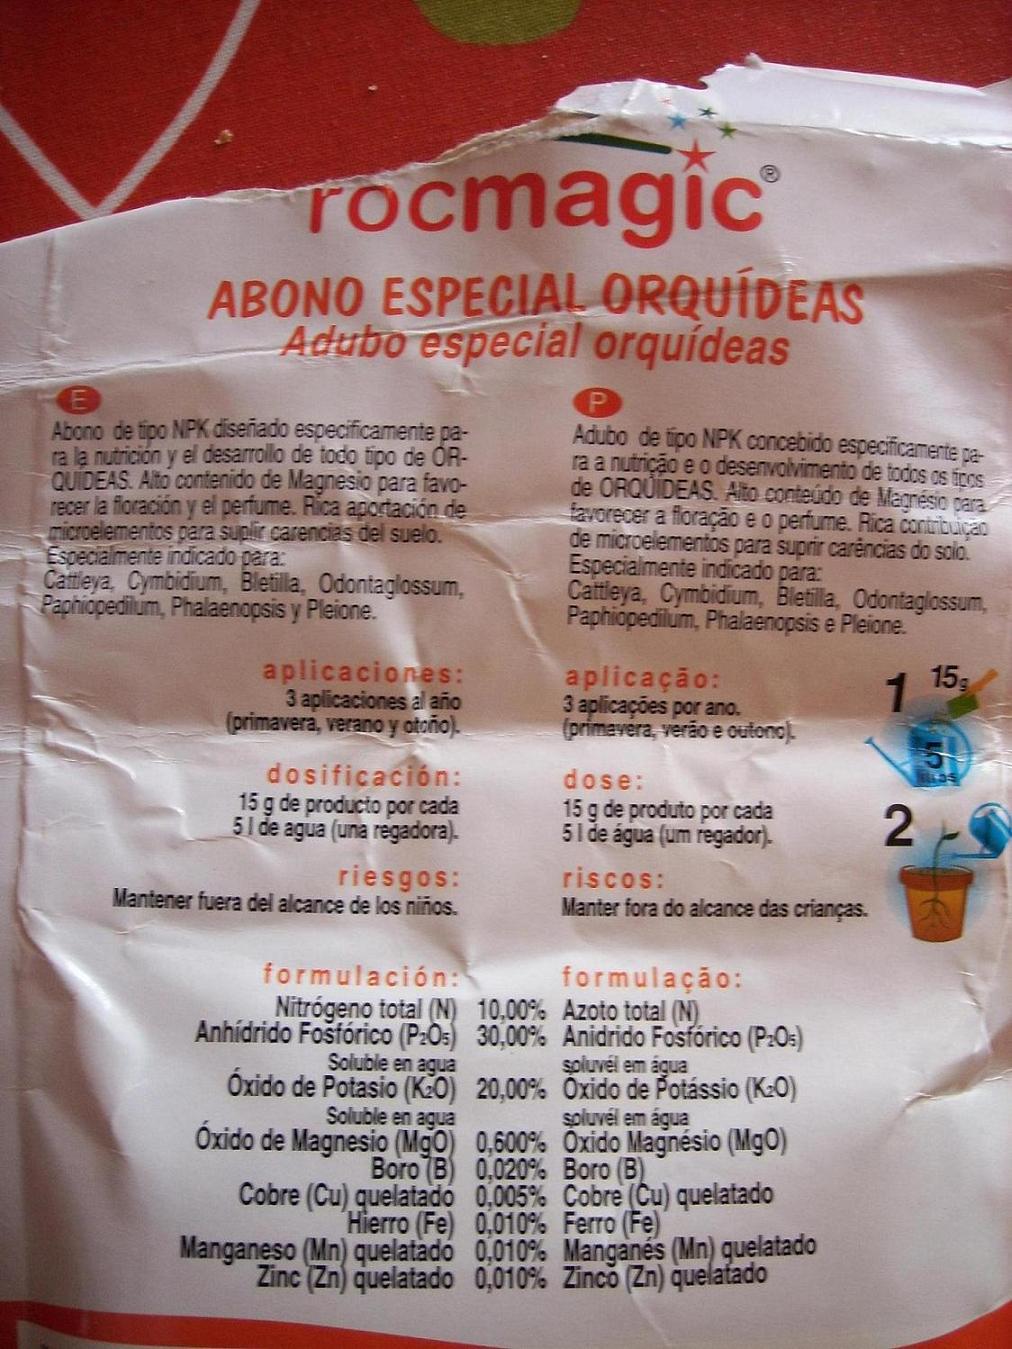 rocmagic®
ABONO ESPECIAL ORQUÍDEAS
Adubo especial orquídeas
E
Abono de tipo NPK diseñado especificamente pa-
ra la nutrición y el desarrollo de todo tipo de OR-
QUIDEAS. Alto contenido de Magnesio para favo-
recer la floración y el perfume. Rica aportación de
microelementos para suplir carencias del suelo.
Especialmente indicado para:
Cattleya, Cymbidium, Bletilla, Odontaglossum,
Paphiopedilum, Phalaenopsis y Pleione.
P
Adubo de tipo NPK concebido especificamente pa-
ra a nutrição e o desenvolvimento de todos os tipos
de ORQUIDEAS. Alto conteúdo de Magnésio para
favorecer a floração e o perfume. Rica contribuição
de microelementos para suprir carências do solo.
Especialmente indicado para:
Cattleya, Cymbidium, Bletilla, Odontaglossum,
Paphiopedilum, Phalaenopsis e Pleione.
aplicaciones:
3 aplicaciones al año
(primavera, verano y otoño).
dosificación:
15 g de producto por cada
5 l de agua (una regadora).
riesgos:
Mantener fuera del alcance de los niños.
aplicação:
3 aplicações por ano.
(primavera, verão e outono).
dose:
15 g de produto por cada
5 l de água (um regador).
riscos:
Manter fora do alcance das crianças.
1 15g
5
litros
2
formulación: formulação:
Nitrógeno total (N) 10,00% Azoto total (N)
Anhídrido Fosfórico (P2O5) 30,00% Anidrido Fosfórico (P2O5)
Soluble en agua soluvél em água
Óxido de Potasio (K2O) 20,00% Óxido de Potássio (K2O)
Soluble en agua soluvél em água
Óxido de Magnesio (MgO) 0,600% Óxido Magnésio (MgO)
Boro (B) 0,020% Boro (B)
Cobre (Cu) quelatado 0,005% Cobre (Cu) quelatado
Hierro (Fe) 0,010% Ferro (Fe)
Manganeso (Mn) quelatado 0,010% Manganés (Mn) quelatado
Zinc (Zn) quelatado 0,010% Zinco (Zn) quelatado